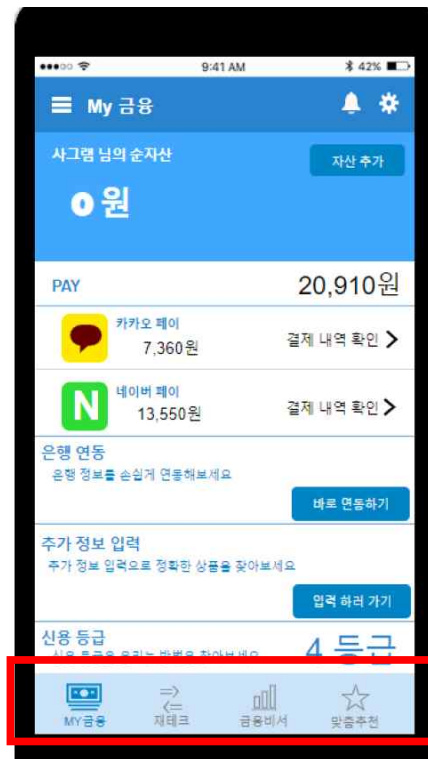 9:41 AM 42%
My 금융
사그램 님의 순자산
자산 추가
0원
PAY 20,910원
카카오 페이
7,360원
결제 내역 확인
N
네이버 페이
13,550원
결제 내역 확인
은행 연동
은행 정보를 손쉽게 연동해보세요
바로 연동하기
추가 정보 입력
추가 정보 입력으로 정확한 상품을 찾아보세요
입력 하러 가기
신용 등급
4 등급
MY금융 재테크 금융비서 맞춤추천